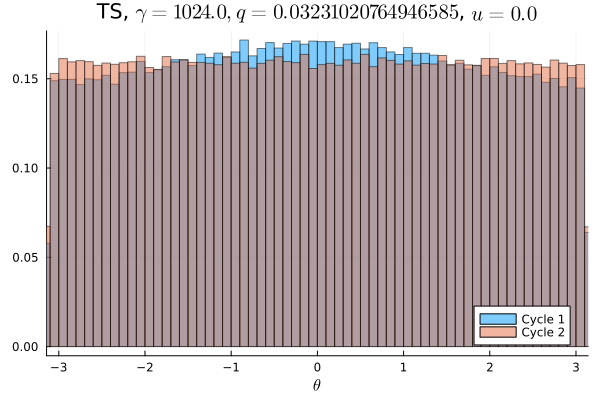 TS, γ = 1024.0, q = 0.03231020764946585, u = 0.0
0.15
0.10
0.05
0.00
−3 −2 −1 0 1 2 3
θ
Cycle 1
Cycle 2